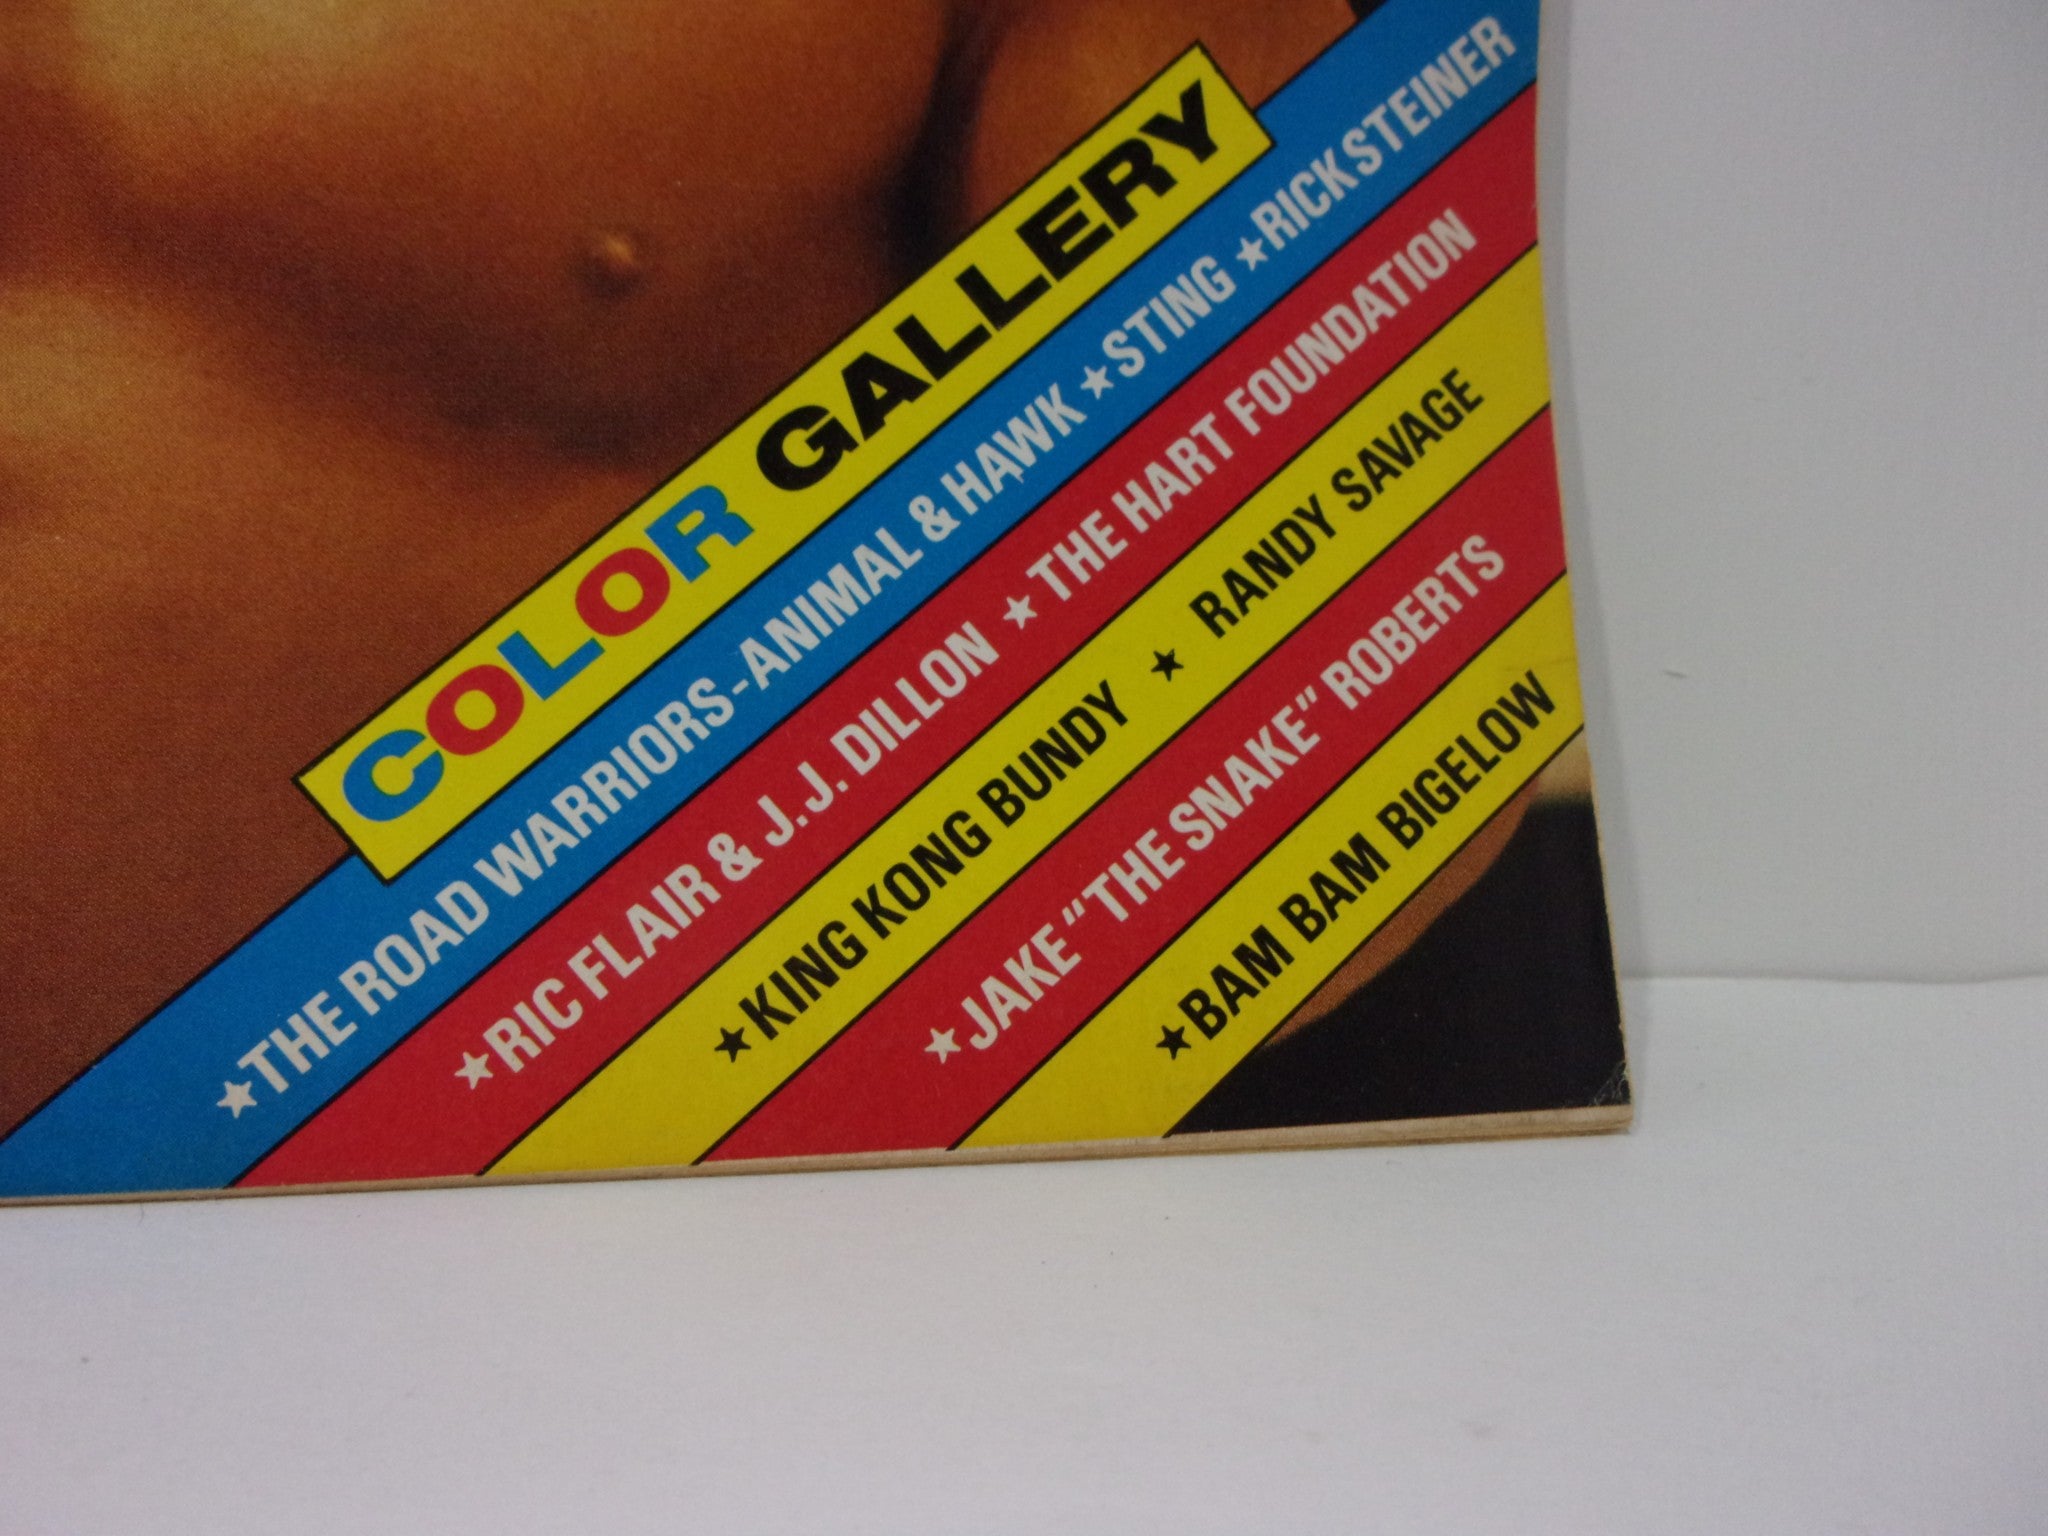 COLOR GALLERY
★THE ROAD WARRIORS-ANIMAL & HAWK ★STING ★RICK STEINER
★RIC FLAIR & J.J. DILLON ★ THE HART FOUNDATION
★KING KONG BUNDY ★ RANDY SAVAGE
★JAKE "THE SNAKE" ROBERTS
★BAM BAM BIGELOW